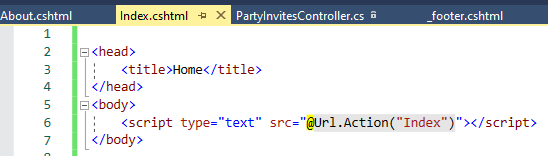 About.cshtml Index.cshtml PartyInvitesController.cs _footer.cshtml
1
2 <head>
3 <title>Home</title>
4 </head>
5 <body>
6 <script type="text" src="@Url.Action("Index")"></script>
7 </body>